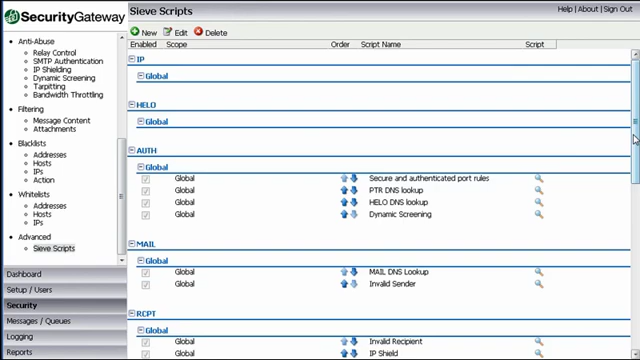 SecurityGateway
Sieve Scripts
Help | About | Sign Out
New Edit Delete
Enabled Scope Order Script Name Script
Anti-Abuse
Relay Control
SMTP Authentication
IP Shielding
Dynamic Screening
Tarpitting
Bandwidth Throttling
Filtering
Message Content
Attachments
Blacklists
Addresses
Hosts
IPs
Action
Whitelists
Addresses
Hosts
IPs
Advanced
Sieve Scripts
Dashboard
Setup / Users
Security
Messages / Queues
Logging
Reports
IP
Global
HELO
Global
AUTH
Global
Global Secure and authenticated port rules
Global PTR DNS lookup
Global HELO DNS lookup
Global Dynamic Screening
MAIL
Global
Global MAIL DNS Lookup
Global Invalid Sender
RCPT
Global
Global Invalid Recipient
Global IP Shield